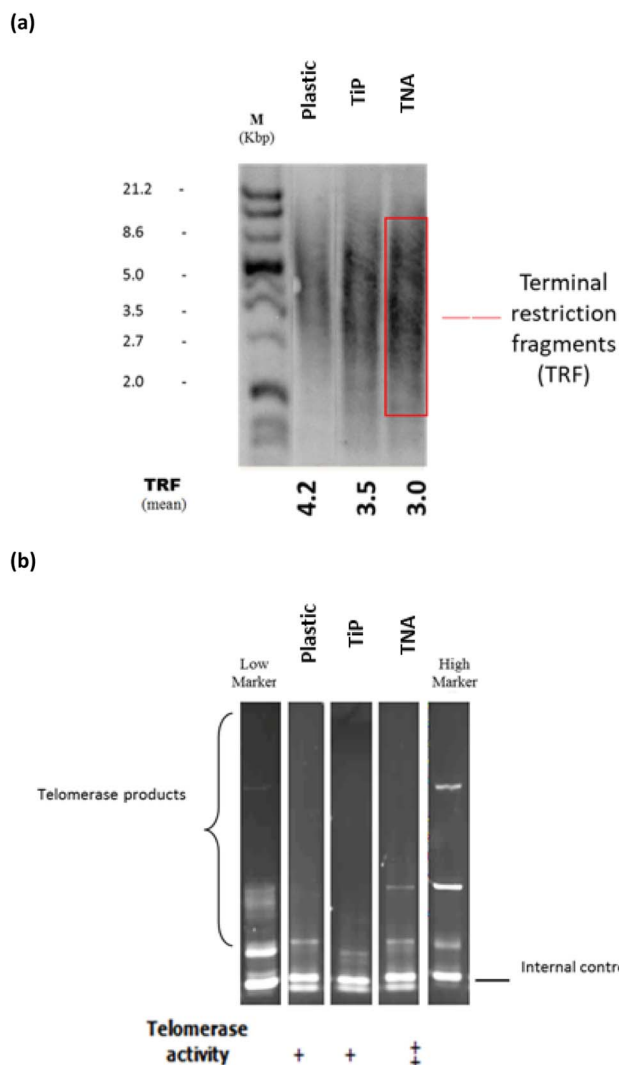 (a)
Plastic
TiP
TNA
M
(Kbp)
21.2 -
8.6 -
5.0 -
3.5 -
2.7 -
2.0 -
Terminal
restriction
fragments
(TRF)
TRF
(mean)
4.2
3.5
3.0
(b)
Plastic
TiP
TNA
Low
Marker
High
Marker
Telomerase products
Internal contro
Telomerase
activity
+
+
++